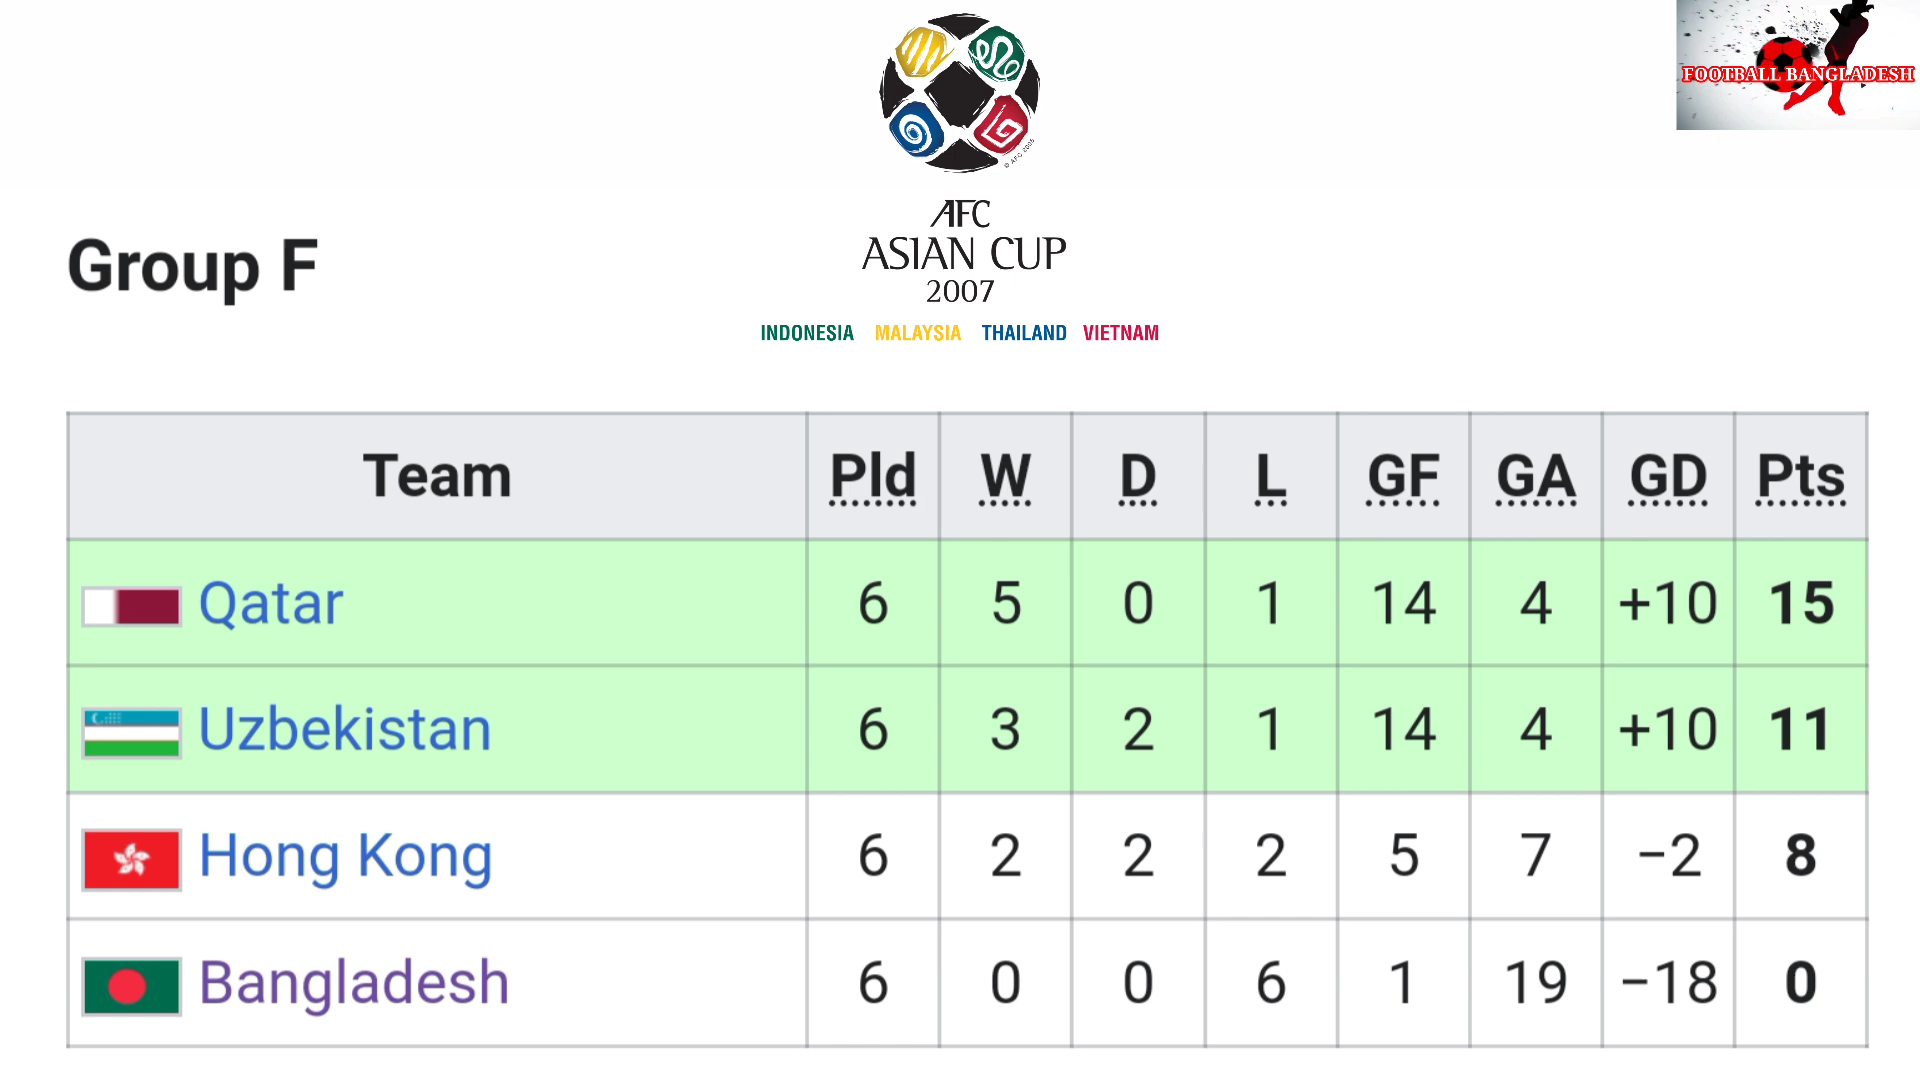 FOOTBALL BANGLADESH
© AFC 2005
AFC
ASIAN CUP
2007
INDONESIA MALAYSIA THAILAND VIETNAM
Group F
Team Pld W D L GF GA GD Pts
Qatar 6 5 0 1 14 4 +10 15
Uzbekistan 6 3 2 1 14 4 +10 11
Hong Kong 6 2 2 2 5 7 −2 8
Bangladesh 6 0 0 6 1 19 −18 0